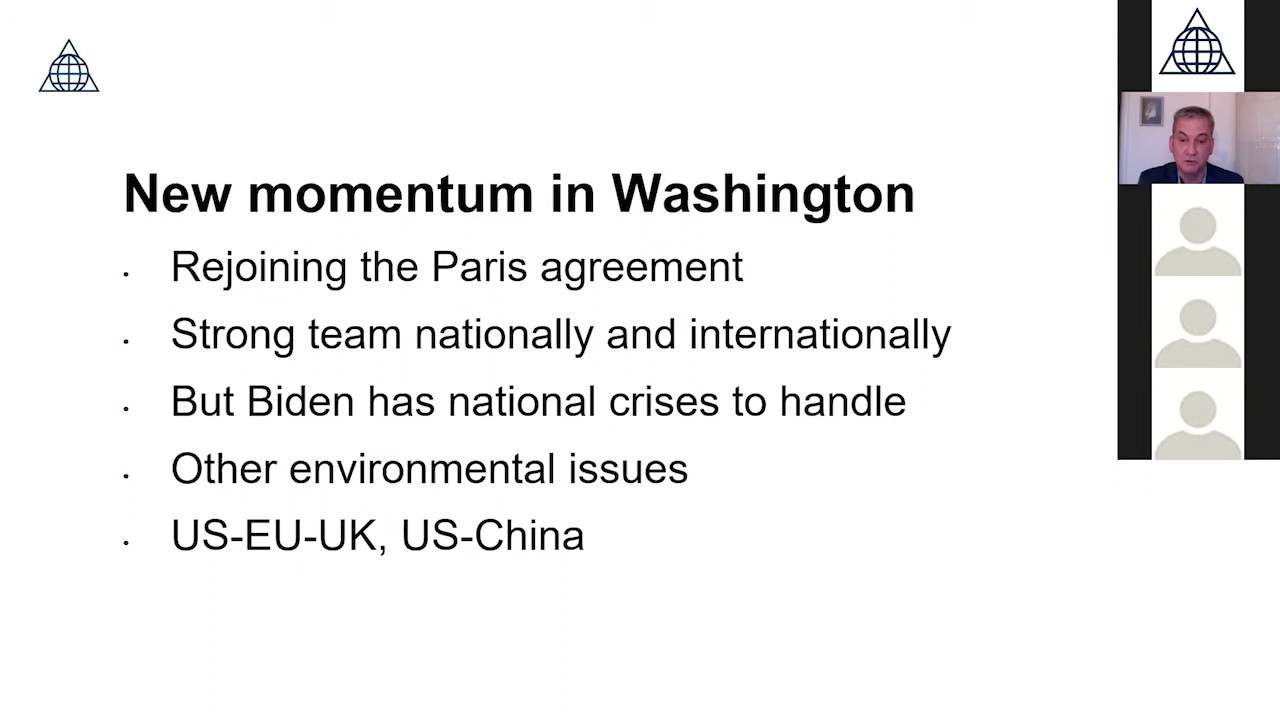 New momentum in Washington
Rejoining the Paris agreement
Strong team nationally and internationally
But Biden has national crises to handle
Other environmental issues
US-EU-UK, US-China